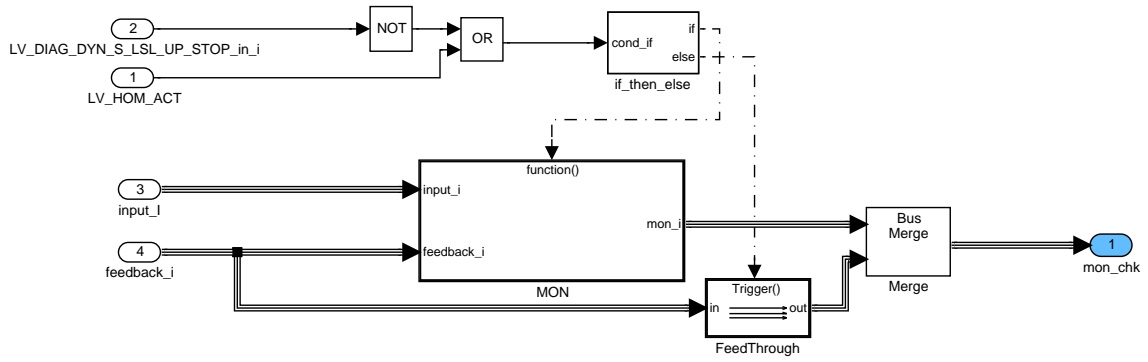 2
LV_DIAG_DYN_S_LSL_UP_STOP_in_i
NOT
OR
1
LV_HOM_ACT
cond_if
if
else
if_then_else
function()
3
input_I
input_i
mon_i
4
feedback_i
feedback_i
MON
Bus
Merge
Merge
1
mon_chk
Trigger()
in
out
FeedThrough